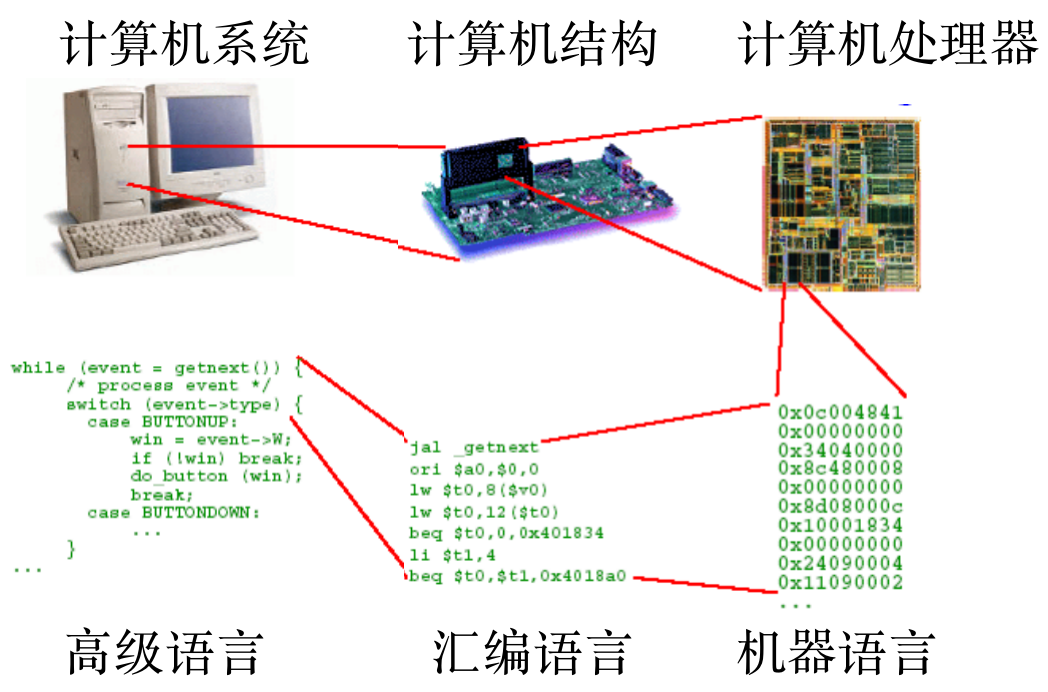 计算机系统
计算机结构
计算机处理器
while (event = getnext()) {
/* process event */
switch (event->type) {
case BUTTONUP:
win = event->W;
if (!win) break;
do_button (win);
break;
case BUTTONDOWN:
...
}
...
jal _getnext
ori $a0,$0,0
lw $t0,8($v0)
lw $t0,12($t0)
beq $t0,0,0x401834
li $t1,4
beq $t0,$t1,0x4018a0
0x0c004841
0x00000000
0x34040000
0x8c480008
0x00000000
0x8d08000c
0x10001834
0x00000000
0x24090004
0x11090002
...
高级语言
汇编语言
机器语言